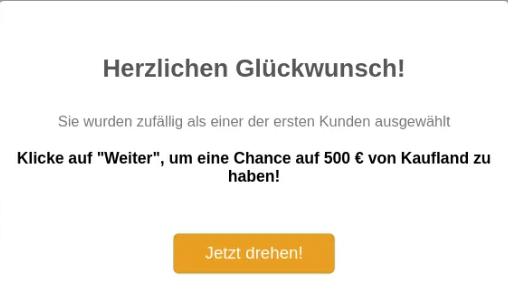 Herzlichen Glückwunsch!
Sie wurden zufällig als einer der ersten Kunden ausgewählt
Klicke auf "Weiter", um eine Chance auf 500 € von Kaufland zu
haben!
Jetzt drehen!